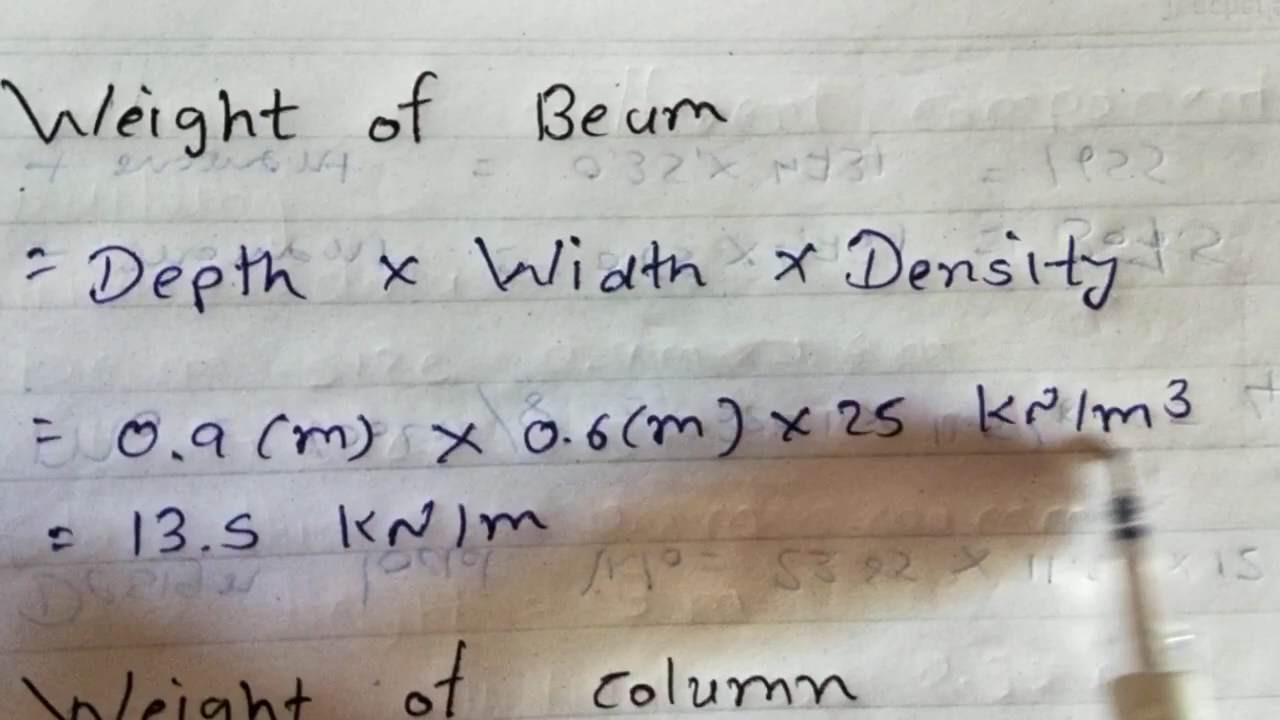 Weight of Beam
= Depth x Width x Density
= 0.9 (m) x 0.6 (m) x 25 kN/m³
= 13.5 kN/m
Weight of column